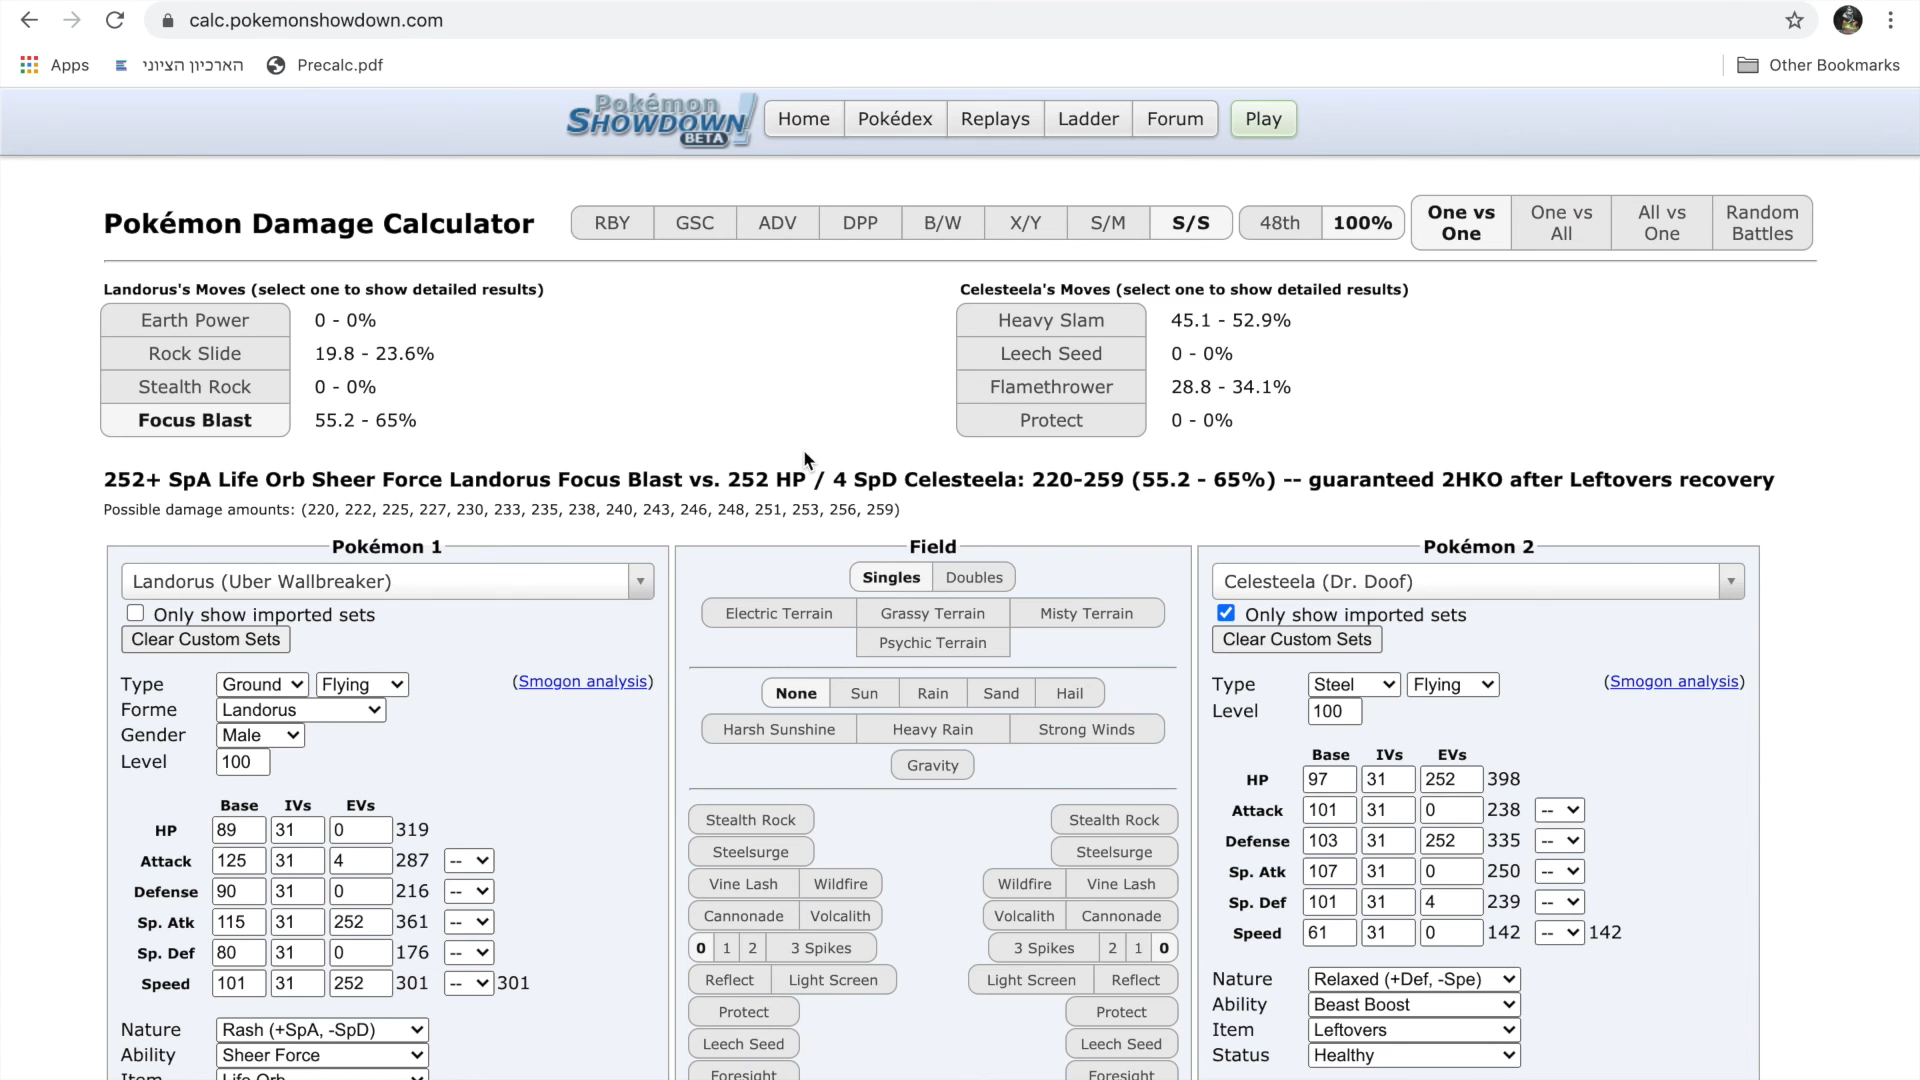 calc.pokemonshowdown.com
Apps הארכיון הציוני Precalc.pdf Other Bookmarks
Pokémon SHOWDOWN! BETA Home Pokédex Replays Ladder Forum Play
Pokémon Damage Calculator RBY GSC ADV DPP B/W X/Y S/M S/S 48th 100% One vs One One vs All All vs One Random Battles
Landorus's Moves (select one to show detailed results) Celesteela's Moves (select one to show detailed results)
Earth Power 0 - 0% Heavy Slam 45.1 - 52.9%
Rock Slide 19.8 - 23.6% Leech Seed 0 - 0%
Stealth Rock 0 - 0% Flamethrower 28.8 - 34.1%
Focus Blast 55.2 - 65% Protect 0 - 0%
252+ SpA Life Orb Sheer Force Landorus Focus Blast vs. 252 HP / 4 SpD Celesteela: 220-259 (55.2 - 65%) -- guaranteed 2HKO after Leftovers recovery
Possible damage amounts: (220, 222, 225, 227, 230, 233, 235, 238, 240, 243, 246, 248, 251, 253, 256, 259)
Pokémon 1
Landorus (Uber Wallbreaker)
Only show imported sets
Clear Custom Sets
Type Ground Flying (Smogon analysis)
Forme Landorus
Gender Male
Level 100
Base IVs EVs
HP 89 31 0 319
Attack 125 31 4 287 --
Defense 90 31 0 216 --
Sp. Atk 115 31 252 361 --
Sp. Def 80 31 0 176 --
Speed 101 31 252 301 -- 301
Nature Rash (+SpA, -SpD)
Ability Sheer Force
Item Life Orb
Field
Singles Doubles
Electric Terrain Grassy Terrain Misty Terrain
Psychic Terrain
None Sun Rain Sand Hail
Harsh Sunshine Heavy Rain Strong Winds
Gravity
Stealth Rock Stealth Rock
Steelsurge Steelsurge
Vine Lash Wildfire Wildfire Vine Lash
Cannonade Volcalith Volcalith Cannonade
0 1 2 3 Spikes 3 Spikes 2 1 0
Reflect Light Screen Light Screen Reflect
Protect Protect
Leech Seed Leech Seed
Foresight Foresight
Pokémon 2
Celesteela (Dr. Doof)
Only show imported sets
Clear Custom Sets
Type Steel Flying (Smogon analysis)
Level 100
Base IVs EVs
HP 97 31 252 398
Attack 101 31 0 238 --
Defense 103 31 252 335 --
Sp. Atk 107 31 0 250 --
Sp. Def 101 31 4 239 --
Speed 61 31 0 142 -- 142
Nature Relaxed (+Def, -Spe)
Ability Beast Boost
Item Leftovers
Status Healthy